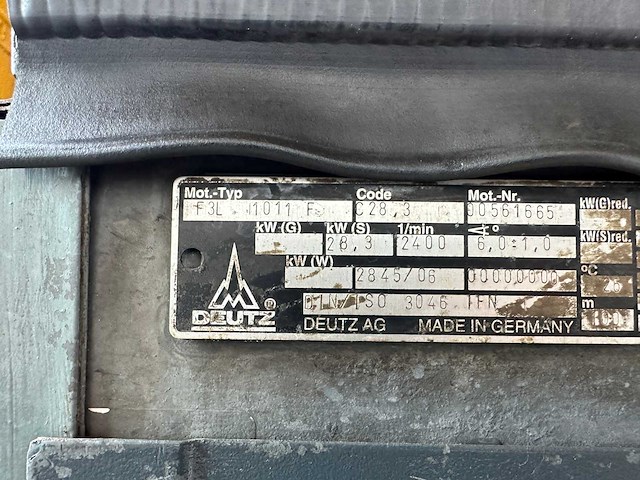 Mot.-Typ Code Mot.-Nr. kW(G)red.
F3L 1011 F C28,3 00561665
kW (G) kW (S) 1/min kW(S)red.
28,3 2400 6,0±1,0
kW (W) °C
2845/06 00000000
DIN/ISO 3046 IFN m
100
DEUTZ ® DEUTZ AG MADE IN GERMANY